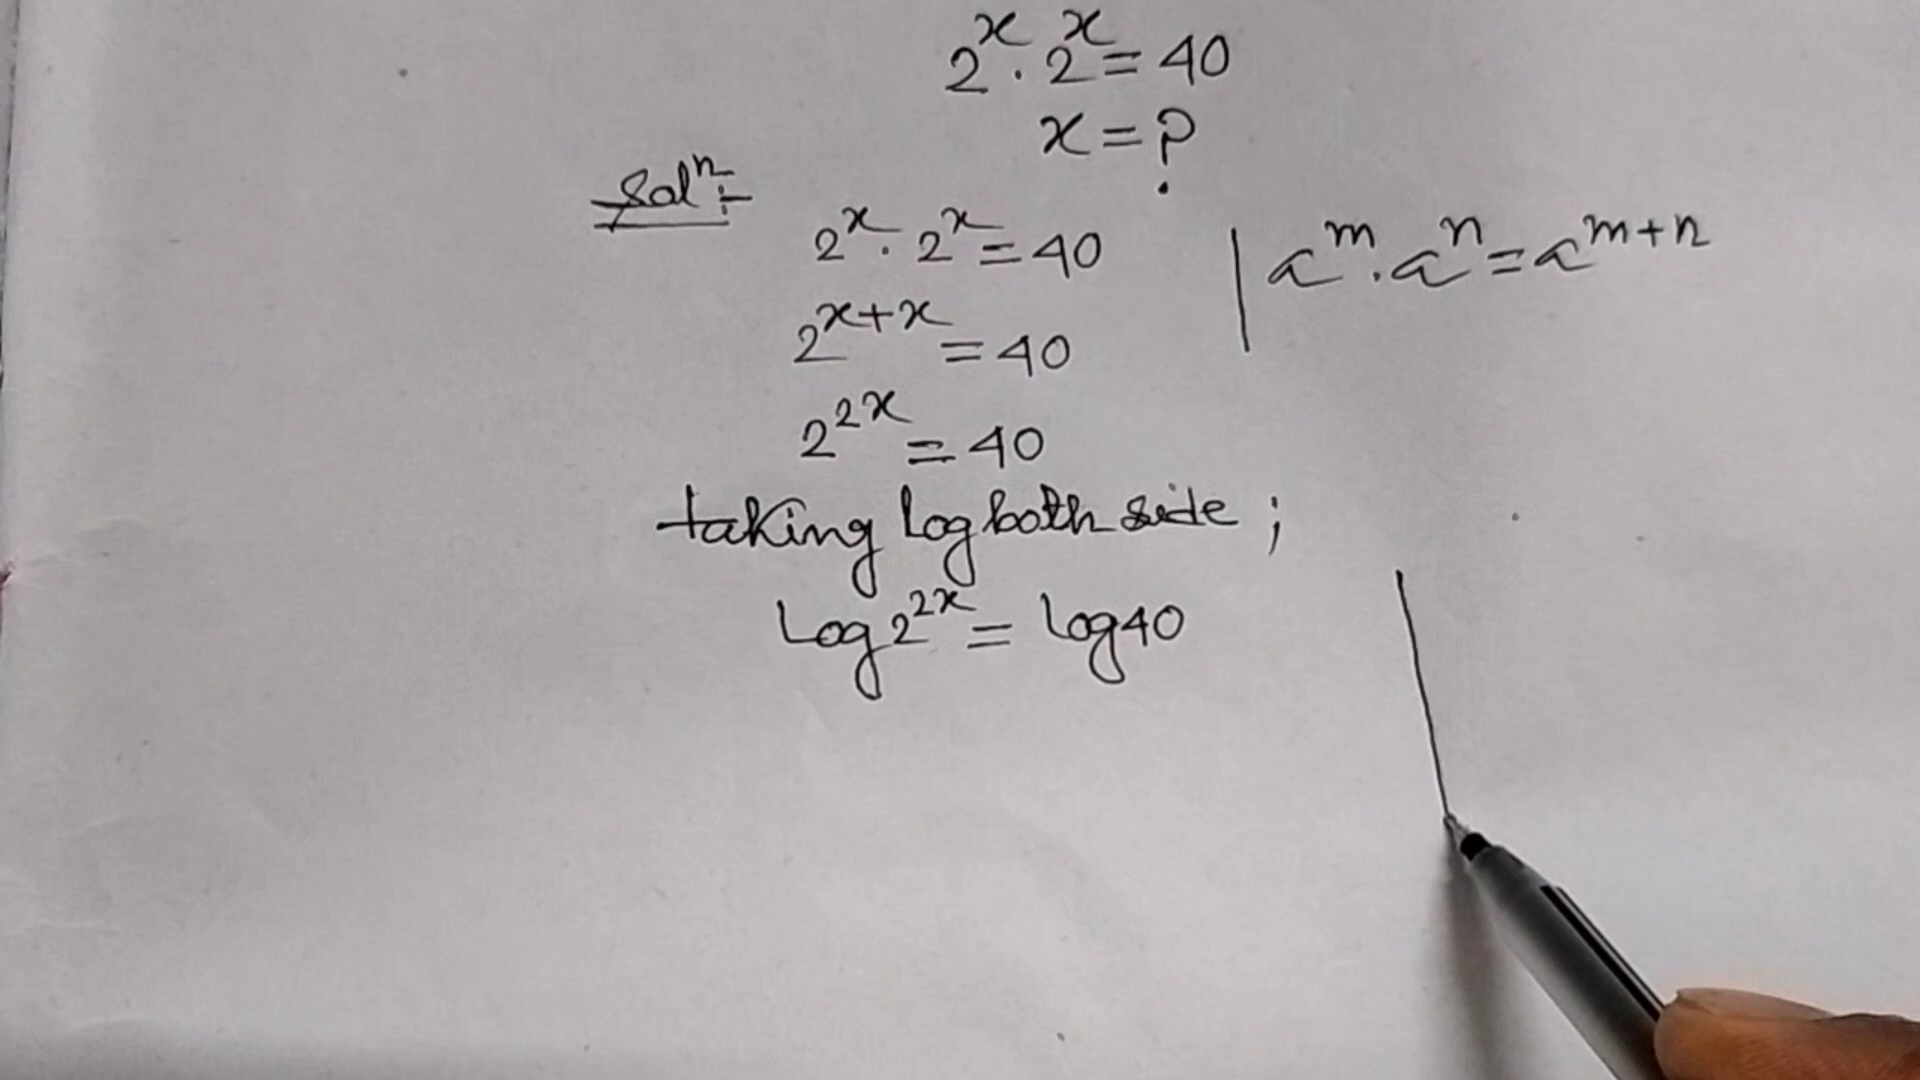 2^x · 2^x = 40
x = ?
Solⁿ:-
2^x · 2^x = 40 | a^m · a^n = a^{m+n}
2^{x+x} = 40
2^{2x} = 40
taking log both side ;
log 2^{2x} = log 40